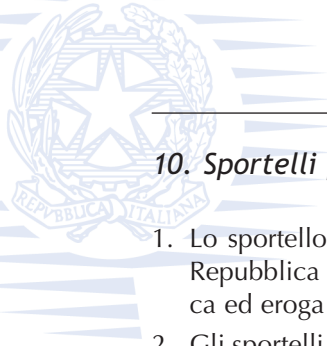 REPVBBLICA ITALIANA
10. Sportelli
1. Lo sportello
Repubblica
ca ed eroga
2. Gli sportelli